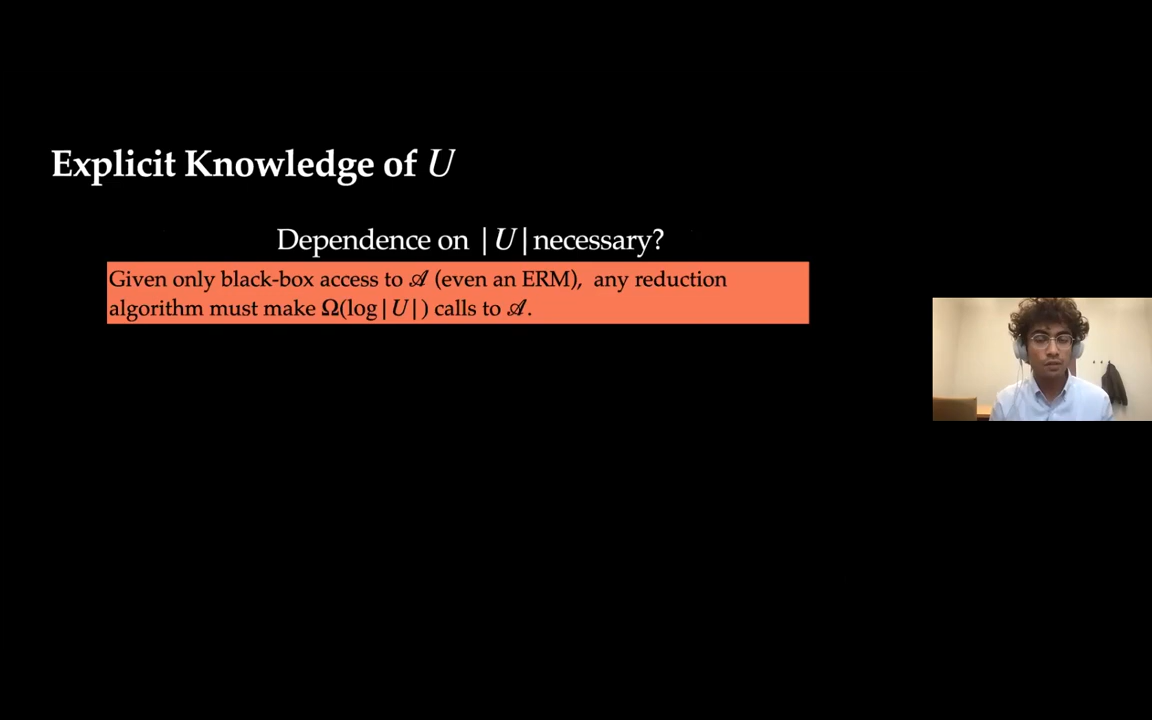 Explicit Knowledge of U
Dependence on |U| necessary?
Given only black-box access to 𝒜 (even an ERM), any reduction
algorithm must make Ω(log|U|) calls to 𝒜.